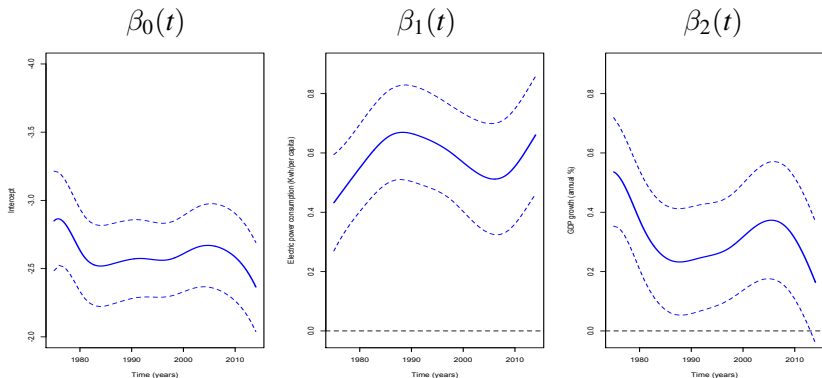 β₀(t)
β₁(t)
β₂(t)
Intercept
-4.0
-3.5
-3.0
-2.5
-2.0
1980 1990 2000 2010
Time (years)
Electric power consumption (Kwh/per capita)
0.8
0.6
0.4
0.2
0.0
1980 1990 2000 2010
Time (years)
GDP growth (annual %)
0.8
0.6
0.4
0.2
0.0
1980 1990 2000 2010
Time (years)